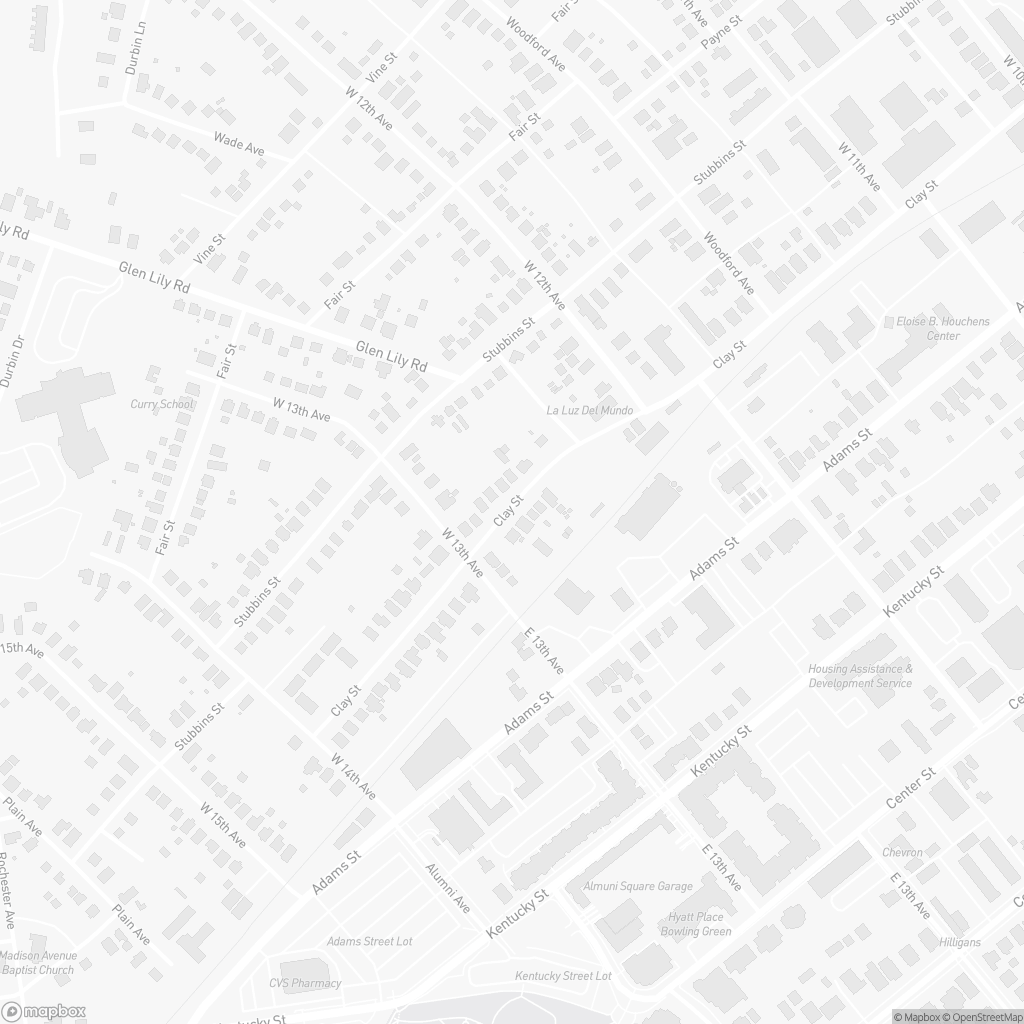 Durbin Ln
Vine St
Woodford Ave
Fair St
Payne St
Stubbins
W 12th Ave
Wade Ave
Fair St
Stubbins St
W 11th Ave
Clay St
Vine St
Glen Lily Rd
Fair St
W 12th Ave
Woodford Ave
Durbin Dr
Fair St
Glen Lily Rd
Stubbins St
Clay St
Eloise B. Houchens
Center
Curry School
W 13th Ave
La Luz Del Mundo
Adams St
Fair St
Clay St
W 13th Ave
Adams St
Stubbins St
Kentucky St
15th Ave
E 13th Ave
Housing Assistance &
Development Service
Clay St
Stubbins St
Adams St
Kentucky St
W 14th Ave
Center St
Plain Ave
W 15th Ave
Rochester Ave
Adams St
Alumni Ave
Almuni Square Garage
E 13th Ave
Chevron
E 13th Ave
Plain Ave
Kentucky St
Hyatt Place
Bowling Green
Hilligans
Madison Avenue
Baptist Church
Adams Street Lot
CVS Pharmacy
Kentucky Street Lot
mapbox
© Mapbox © OpenStreetMap